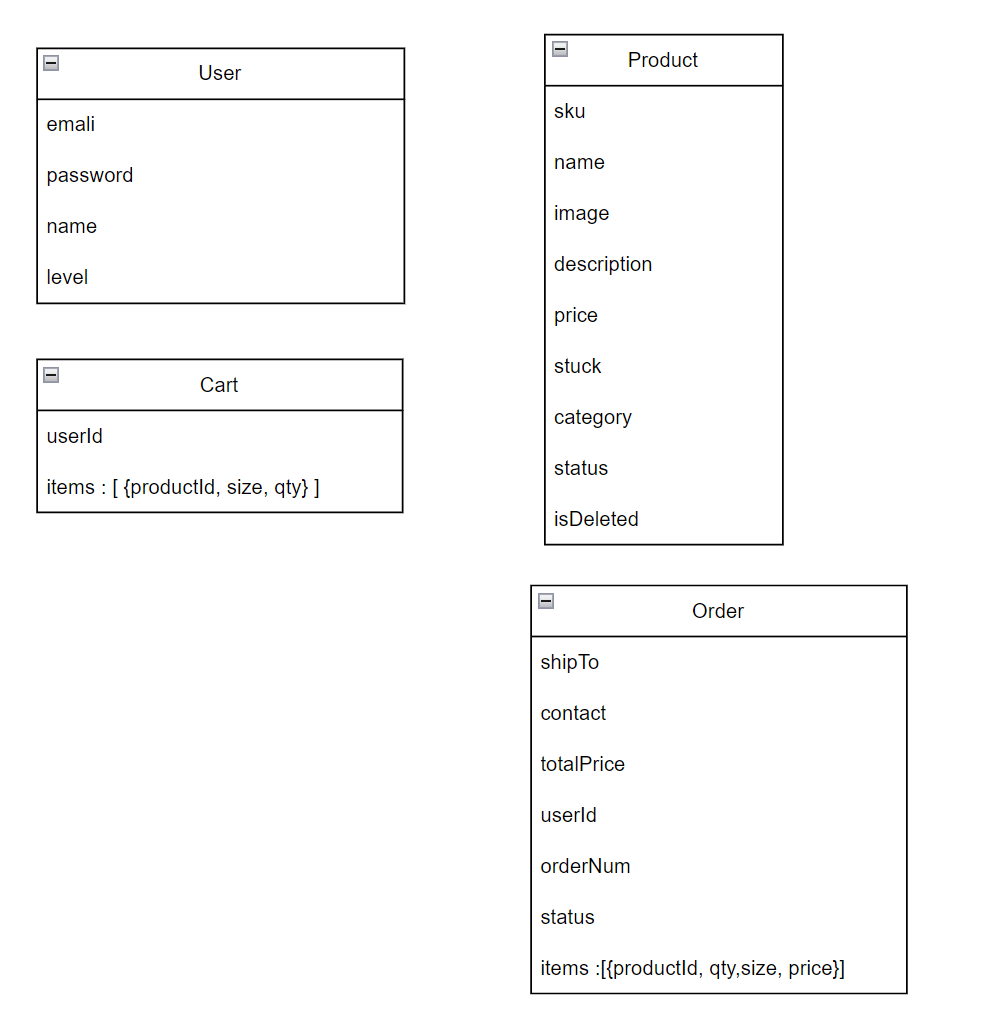 User
emali
password
name
level
Cart
userId
items : [ {productId, size, qty} ]
Product
sku
name
image
description
price
stuck
category
status
isDeleted
Order
shipTo
contact
totalPrice
userId
orderNum
status
items :[{productId, qty,size, price}]